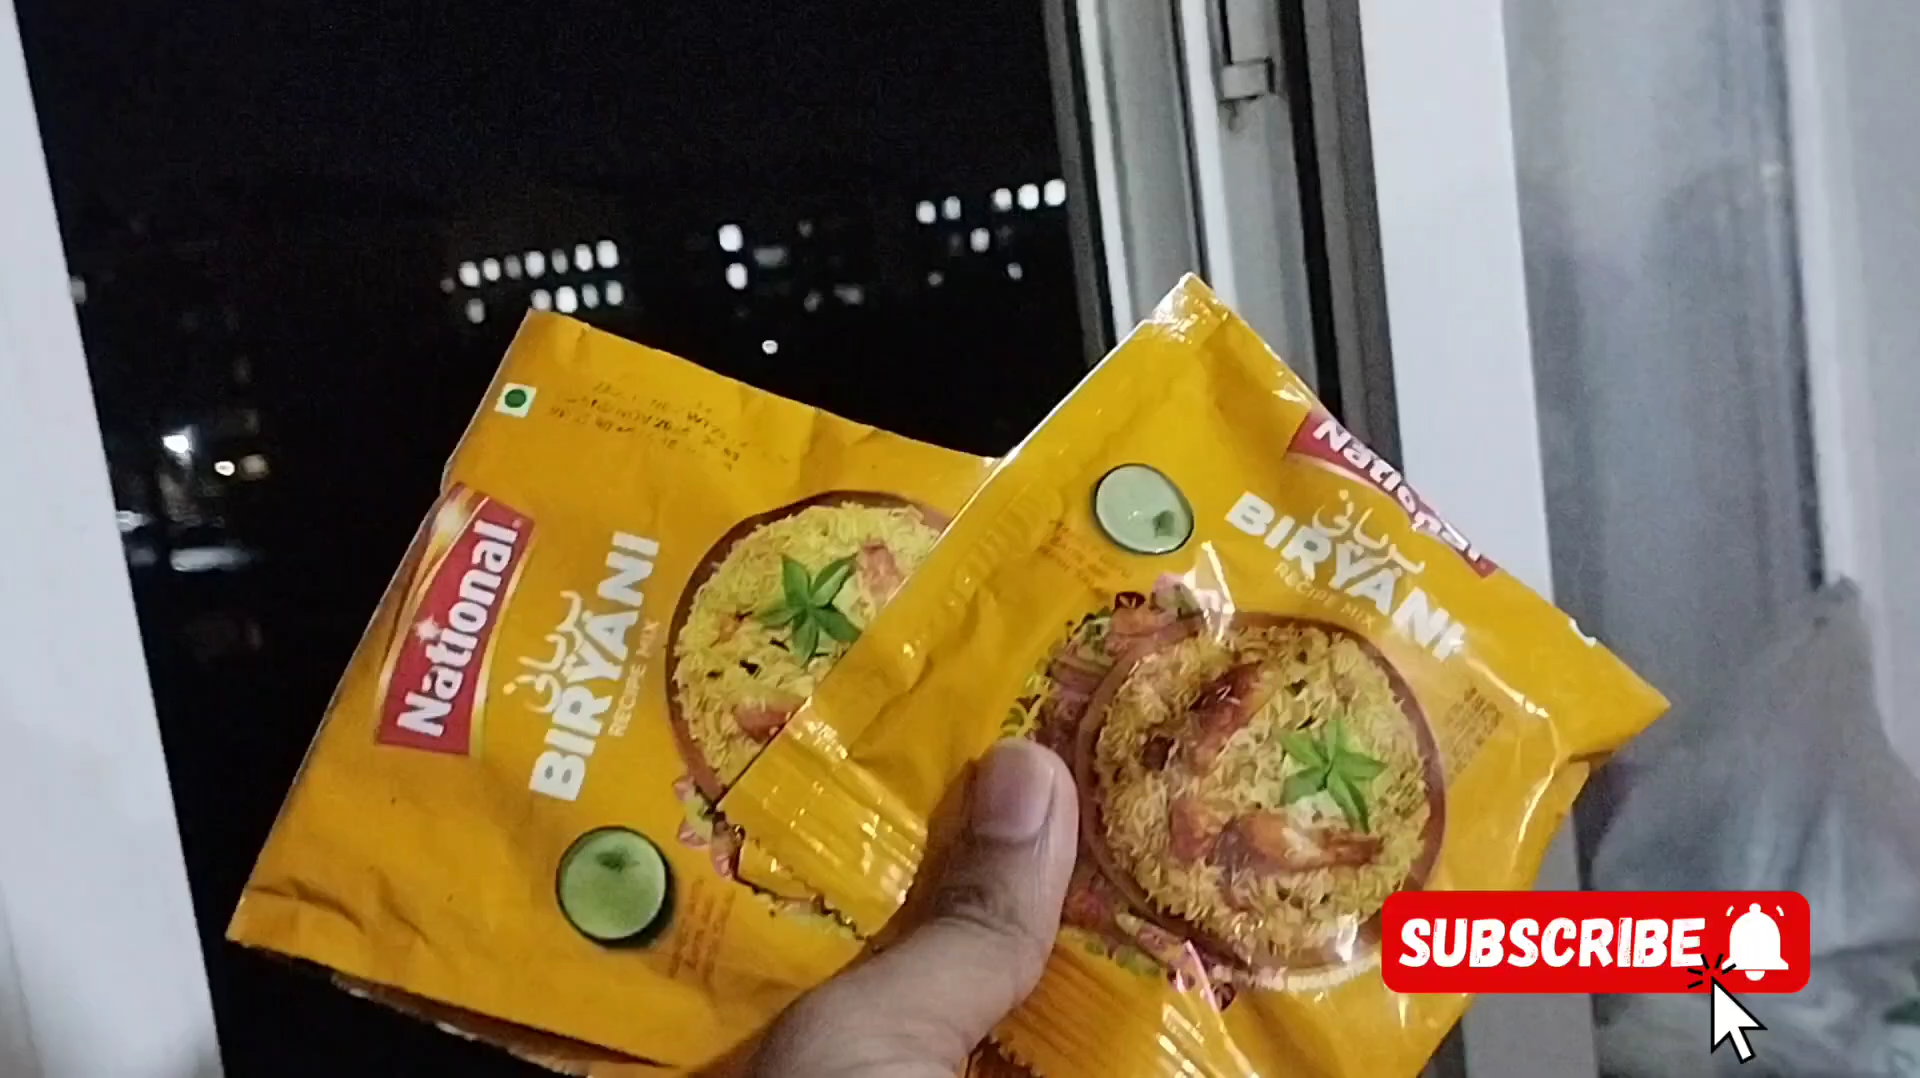 National
بریانی
BIRYANI
RECIPE MIX
National
بریانی
BIRYANI
RECIPE MIX
SUBSCRIBE